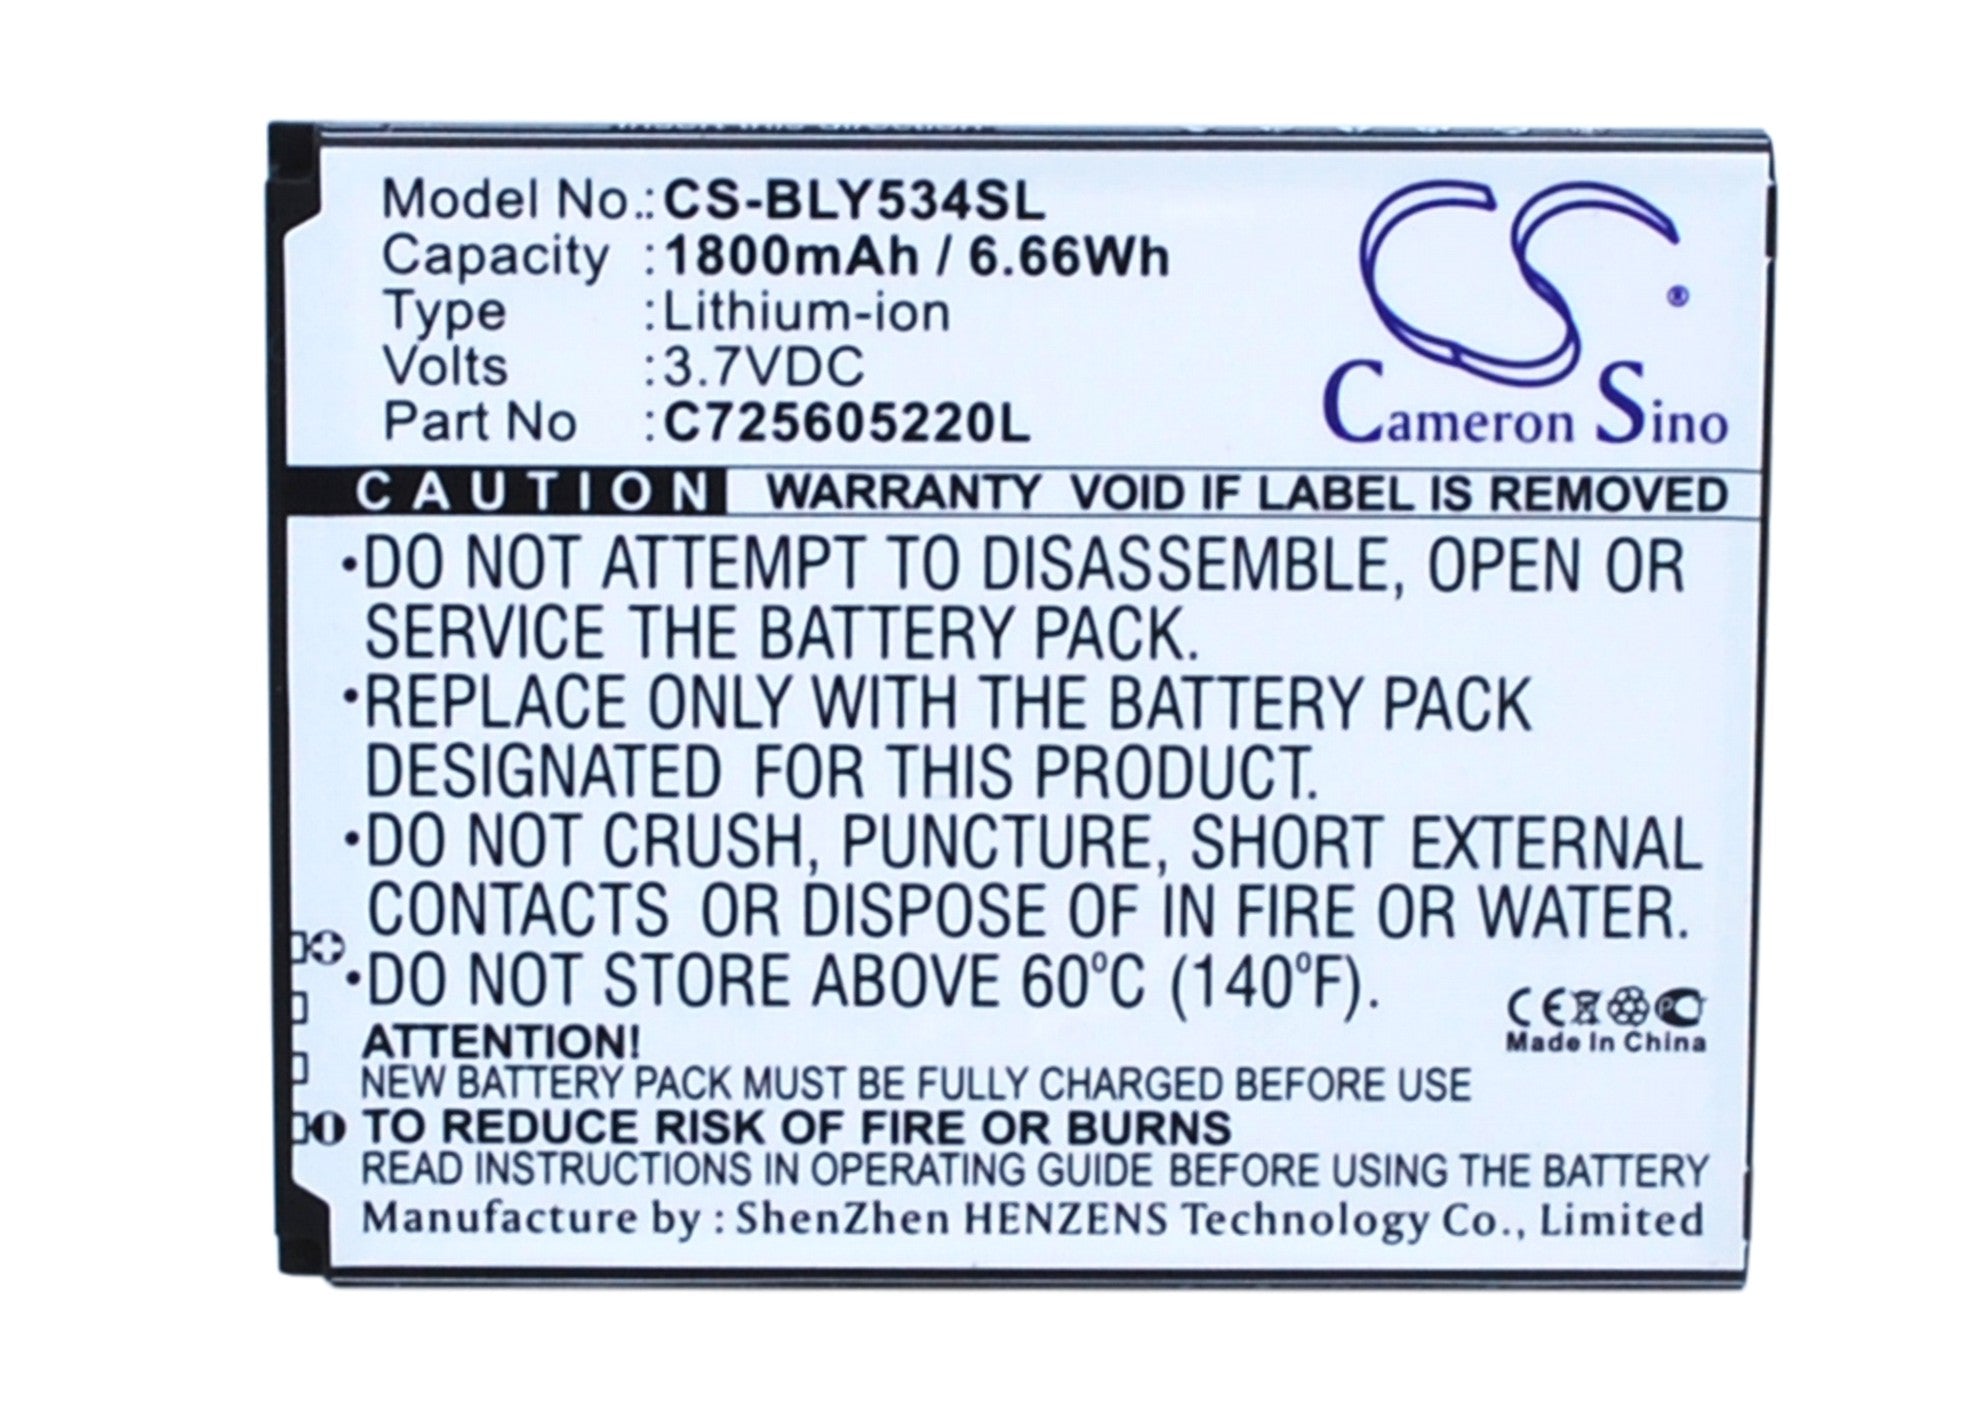 Insert this direction
Model No.: CS-BLY534SL
Capacity : 1800mAh / 6.66Wh
Type : Lithium-ion
Volts : 3.7VDC
Part No : C725605220L
CS ®
Cameron Sino
CAUTION WARRANTY VOID IF LABEL IS REMOVED
•DO NOT ATTEMPT TO DISASSEMBLE, OPEN OR
SERVICE THE BATTERY PACK.
•REPLACE ONLY WITH THE BATTERY PACK
DESIGNATED FOR THIS PRODUCT.
•DO NOT CRUSH, PUNCTURE, SHORT EXTERNAL
CONTACTS OR DISPOSE OF IN FIRE OR WATER.
•DO NOT STORE ABOVE 60°C (140°F).
CE
Made In China
ATTENTION!
NEW BATTERY PACK MUST BE FULLY CHARGED BEFORE USE
TO REDUCE RISK OF FIRE OR BURNS
READ INSTRUCTIONS IN OPERATING GUIDE BEFORE USING THE BATTERY
Manufacture by : ShenZhen HENZENS Technology Co., Limited